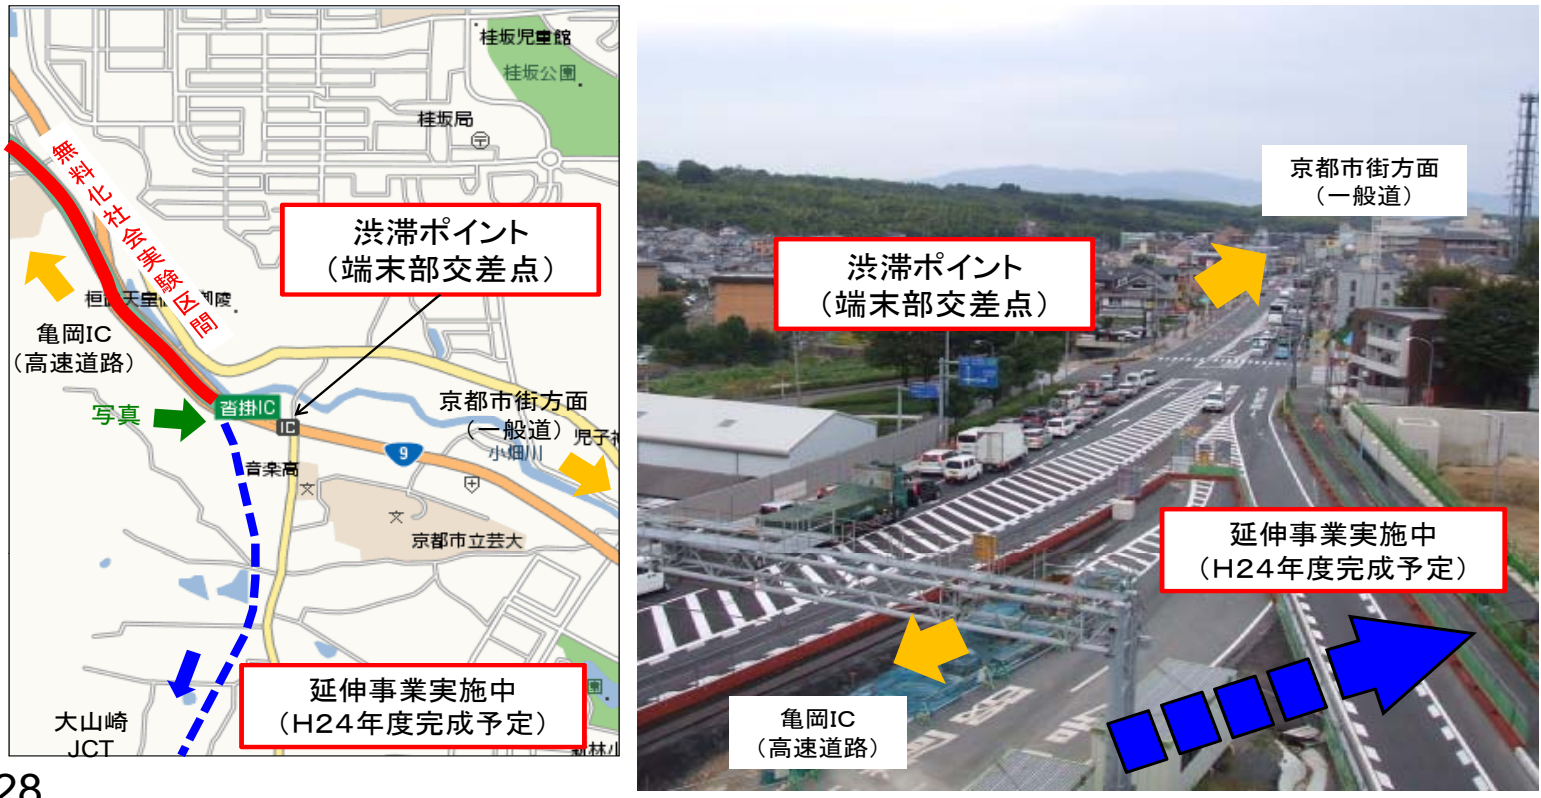 桂坂児童館
桂坂公園
桂坂局
無料化社会実験区間
渋滞ポイント
（端末部交差点）
亀岡IC
（高速道路）
写真
沓掛IC
IC
9
京都市街方面
（一般道）
小畑川
音楽高
文
文
京都市立芸大
延伸事業実施中
（H24年度完成予定）
大山崎
JCT
28
京都市街方面
（一般道）
渋滞ポイント
（端末部交差点）
延伸事業実施中
（H24年度完成予定）
亀岡IC
（高速道路）